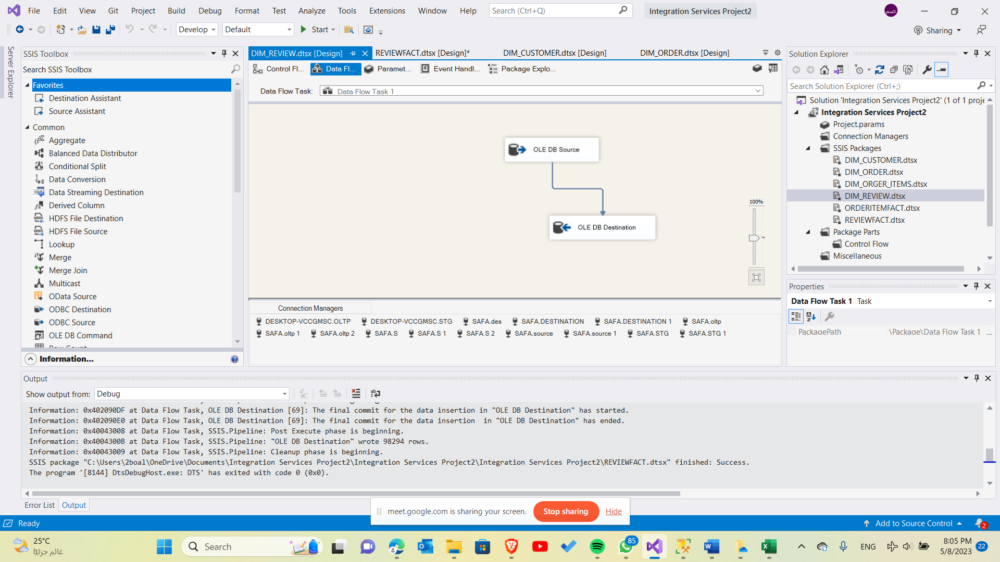 File Edit View Git Project Build Debug Format Test Analyze Tools Extensions Window Help Search (Ctrl+Q) Integration Services Project2 صم
Develop Default Start Sharing
Server Explorer
SSIS Toolbox
Search SSIS Toolbox
Favorites
Destination Assistant
Source Assistant
Common
Aggregate
Balanced Data Distributor
Conditional Split
Data Conversion
Data Streaming Destination
Derived Column
HDFS File Destination
HDFS File Source
Lookup
Merge
Merge Join
Multicast
OData Source
ODBC Destination
ODBC Source
OLE DB Command
Row Count
Information...
DIM_REVIEW.dtsx [Design] REVIEWFACT.dtsx [Design]* DIM_CUSTOMER.dtsx [Design] DIM_ORDER.dtsx [Design]
Control Fl... Data Fl... Paramet... Event Handl... Package Explo...
Data Flow Task: Data Flow Task 1
OLE DB Source
OLE DB Destination
100%
Connection Managers
DESKTOP-VCCGMSC.OLTP DESKTOP-VCCGMSC.STG SAFA.des SAFA.DESTINATION SAFA.DESTINATION 1 SAFA.oltp
SAFA.oltp 1 SAFA.oltp 2 SAFA.S SAFA.S 1 SAFA.S 2 SAFA.source SAFA.source 1 SAFA.STG SAFA.STG 1
Solution Explorer
Search Solution Explorer (Ctrl+;)
Solution 'Integration Services Project2' (1 of 1 proje
Integration Services Project2
Project.params
Connection Managers
SSIS Packages
DIM_CUSTOMER.dtsx
DIM_ORDER.dtsx
DIM_ORGER_ITEMS.dtsx
DIM_REVIEW.dtsx
ORDERITEMFACT.dtsx
REVIEWFACT.dtsx
Package Parts
Control Flow
Miscellaneous
Properties
Data Flow Task 1 Task
PackagePath \Package\Data Flow Task 1
Output
Show output from: Debug
Information: 0x402090DF at Data Flow Task, OLE DB Destination [69]: The final commit for the data insertion in "OLE DB Destination" has started.
Information: 0x402090E0 at Data Flow Task, OLE DB Destination [69]: The final commit for the data insertion  in "OLE DB Destination" has ended.
Information: 0x40043008 at Data Flow Task, SSIS.Pipeline: Post Execute phase is beginning.
Information: 0x4004300B at Data Flow Task, SSIS.Pipeline: "OLE DB Destination" wrote 98294 rows.
Information: 0x40043009 at Data Flow Task, SSIS.Pipeline: Cleanup phase is beginning.
SSIS package "C:\Users\2boal\OneDrive\Documents\Integration Services Project2\Integration Services Project2\Integration Services Project2\REVIEWFACT.dtsx" finished: Success.
The program '[8144] DtsDebugHost.exe: DTS' has exited with code 0 (0x0).
Error List Output
meet.google.com is sharing your screen. Stop sharing Hide
Ready Add to Source Control 2
25°C
غائم جزئيًا
Search 85 ENG
8:05 PM
5/8/2023 22